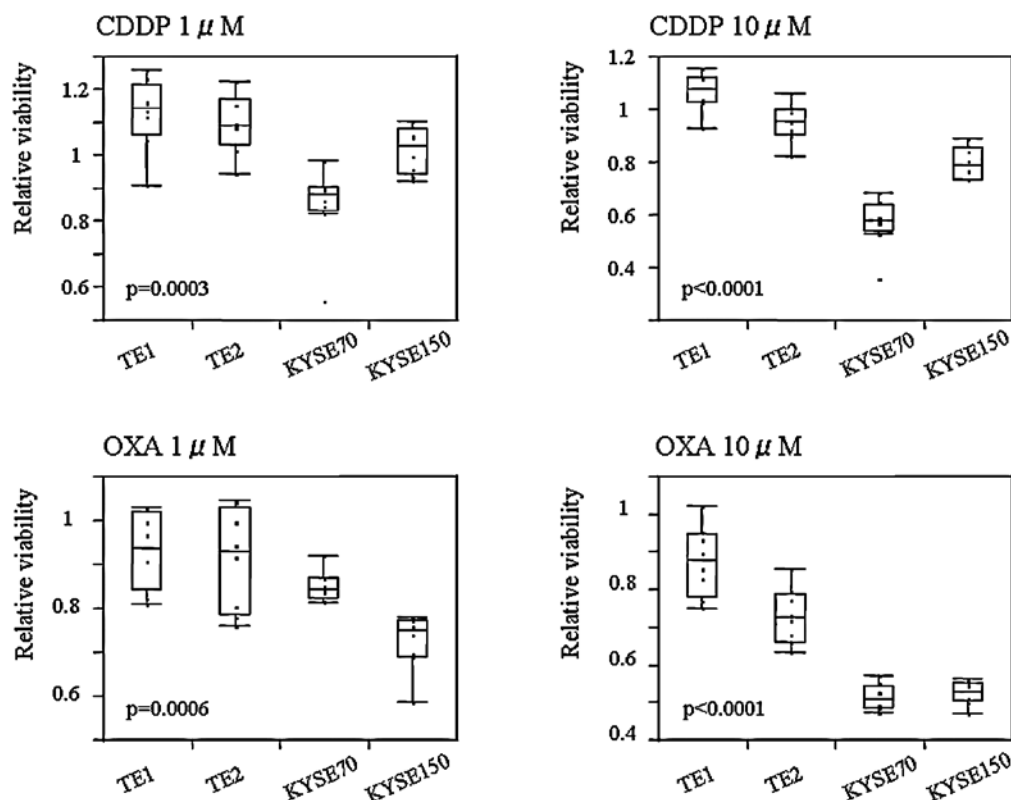 CDDP 1 μ M
Relative viability
1.2
1
0.8
0.6
p=0.0003
TE1
TE2
KYSE70
KYSE150
CDDP 10 μ M
Relative viability
1.2
1
0.8
0.6
0.4
p<0.0001
TE1
TE2
KYSE70
KYSE150
OXA 1 μ M
Relative viability
1
0.8
0.6
p=0.0006
TE1
TE2
KYSE70
KYSE150
OXA 10 μ M
Relative viability
1
0.8
0.6
0.4
p<0.0001
TE1
TE2
KYSE70
KYSE150